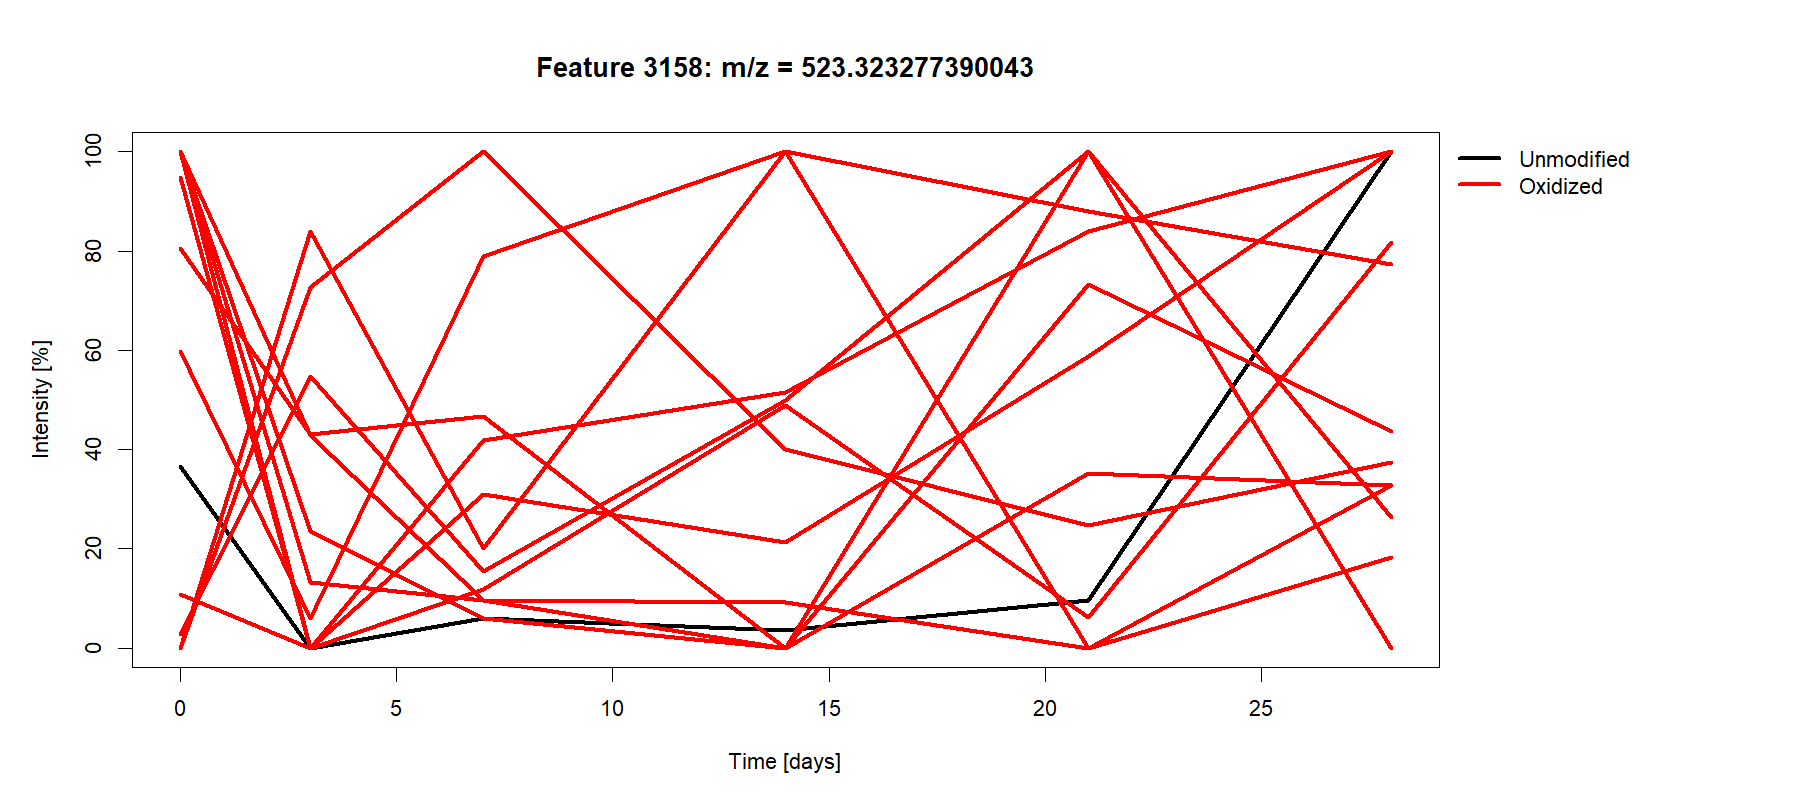 Feature 3158: m/z = 523.323277390043
Unmodified
Oxidized
Intensity [%]
100
80
60
40
20
0
0 5 10 15 20 25
Time [days]